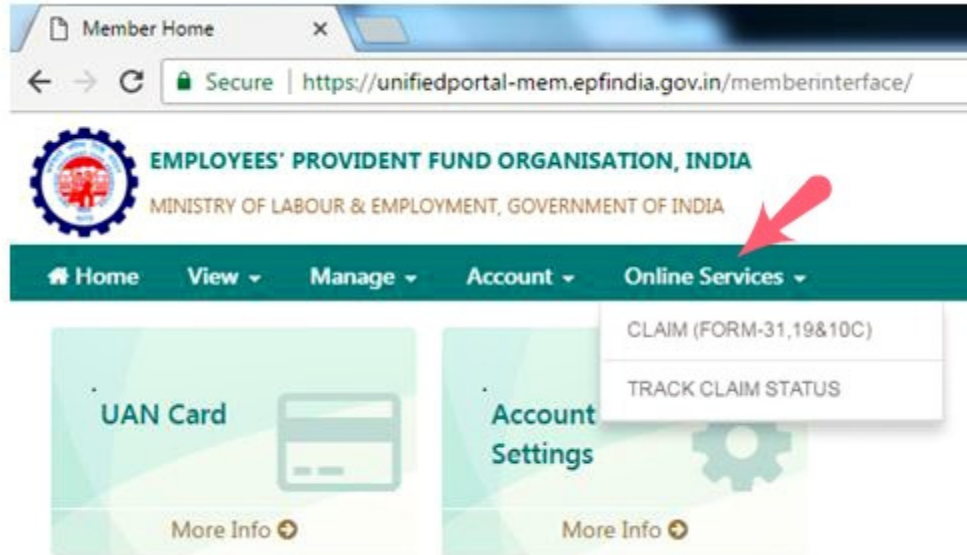 Member Home
Secure | https://unifiedportal-mem.epfindia.gov.in/memberinterface/
EMPLOYEES' PROVIDENT FUND ORGANISATION, INDIA
MINISTRY OF LABOUR & EMPLOYMENT, GOVERNMENT OF INDIA
Home View Manage Account Online Services
CLAIM (FORM-31,19&10C)
TRACK CLAIM STATUS
UAN Card
Account
Settings
More Info
More Info